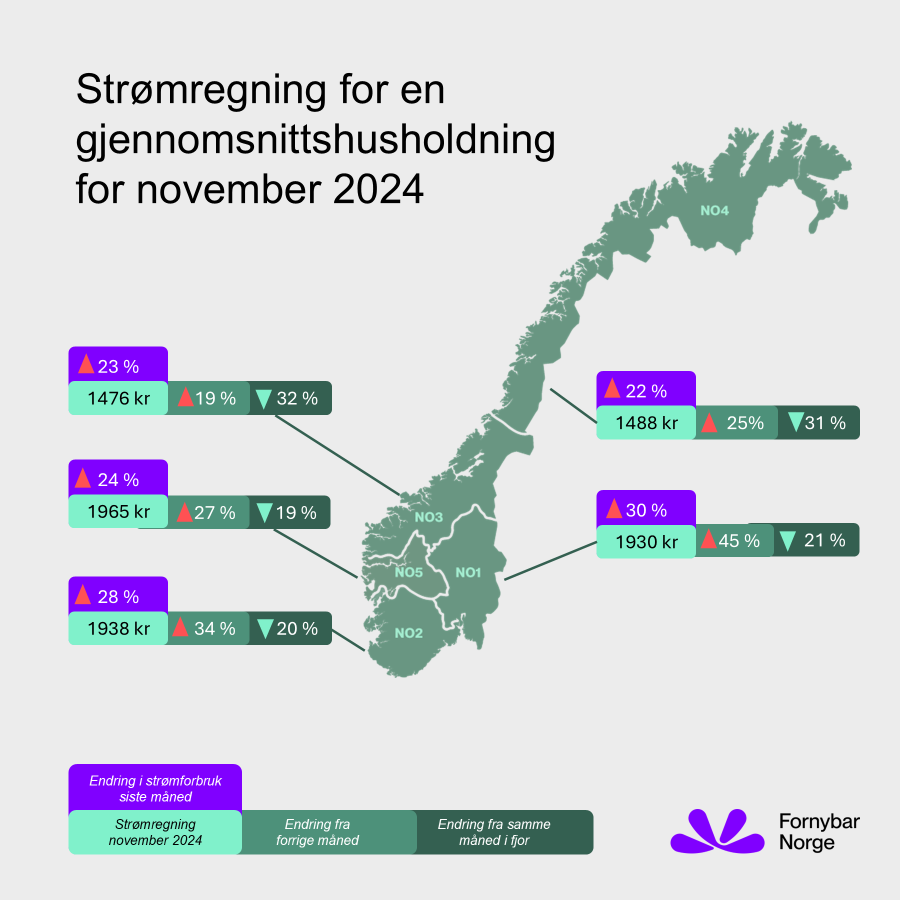 Strømregning for en
gjennomsnittshusholdning
for november 2024
NO4
23 %
1476 kr 19 % 32 %
22 %
1488 kr 25% 31 %
24 %
1965 kr 27 % 19 %
30 %
1930 kr 45 % 21 %
28 %
1938 kr 34 % 20 %
NO3
NO5 NO1
NO2
Endring i strømforbruk
siste måned
Strømregning
november 2024
Endring fra
forrige måned
Endring fra samme
måned i fjor
Fornybar
Norge